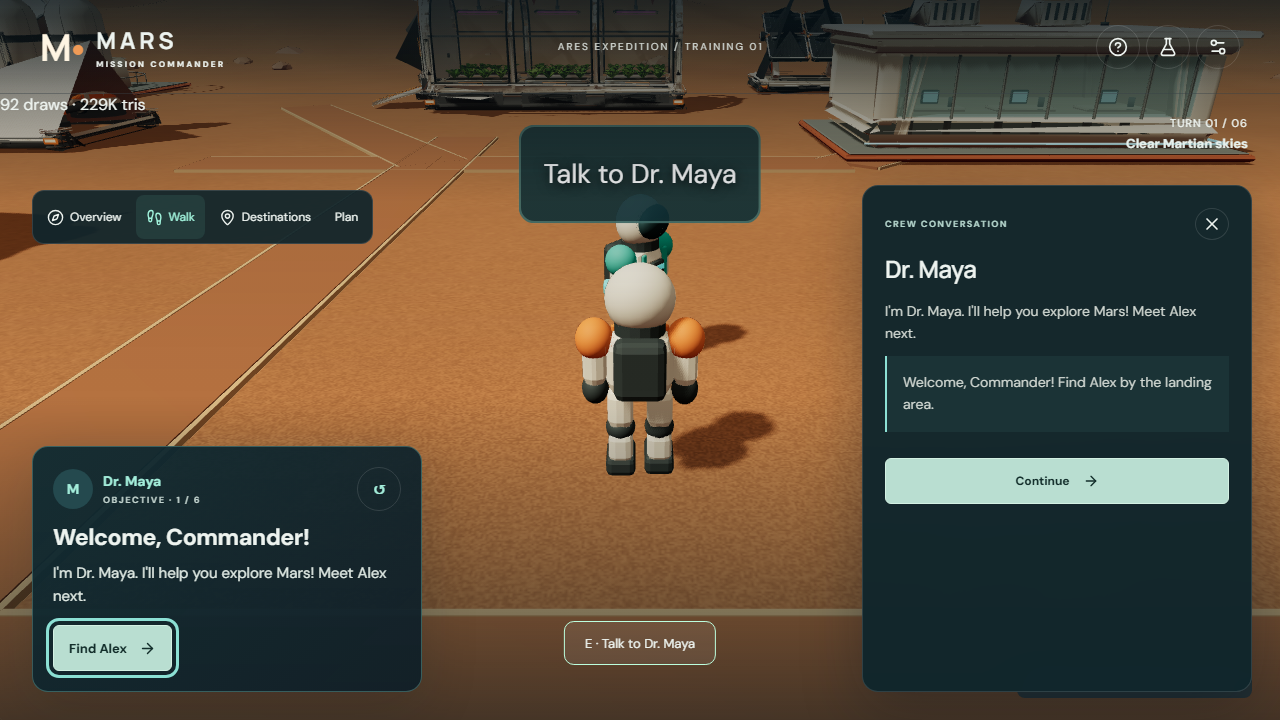 M MARS
MISSION COMMANDER
ARES EXPEDITION / TRAINING 01
92 draws · 229K tris
TURN 01 / 06
Clear Martian skies
Talk to Dr. Maya
Overview Walk Destinations Plan
CREW CONVERSATION
Dr. Maya
I'm Dr. Maya. I'll help you explore Mars! Meet Alex
next.
Welcome, Commander! Find Alex by the landing
area.
Continue
M
Dr. Maya
OBJECTIVE · 1 / 6
Welcome, Commander!
I'm Dr. Maya. I'll help you explore Mars! Meet Alex
next.
Find Alex
E · Talk to Dr. Maya